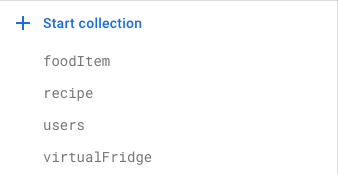 Start collection
foodItem
recipe
users
virtualFridge